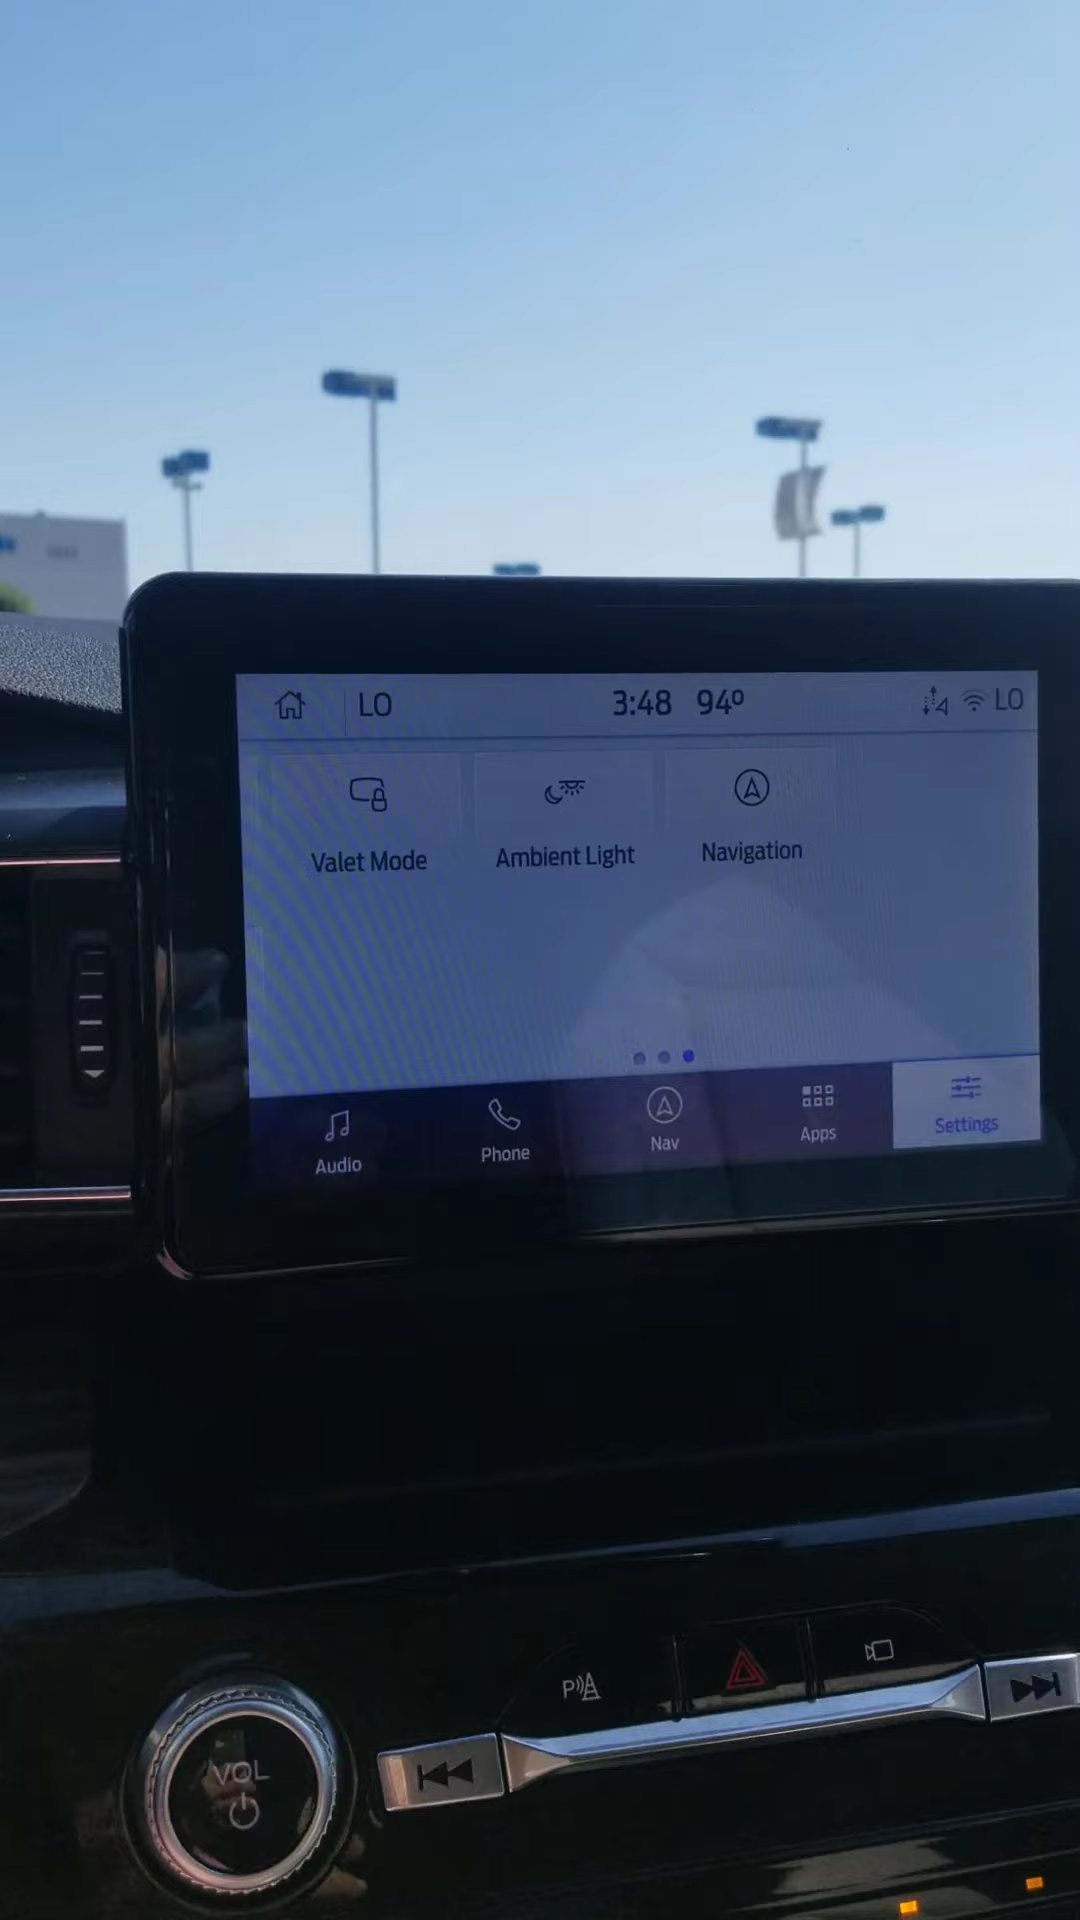 LO 3:48 94º LO
Valet Mode Ambient Light Navigation
Audio Phone Nav Apps Settings
P
VOL